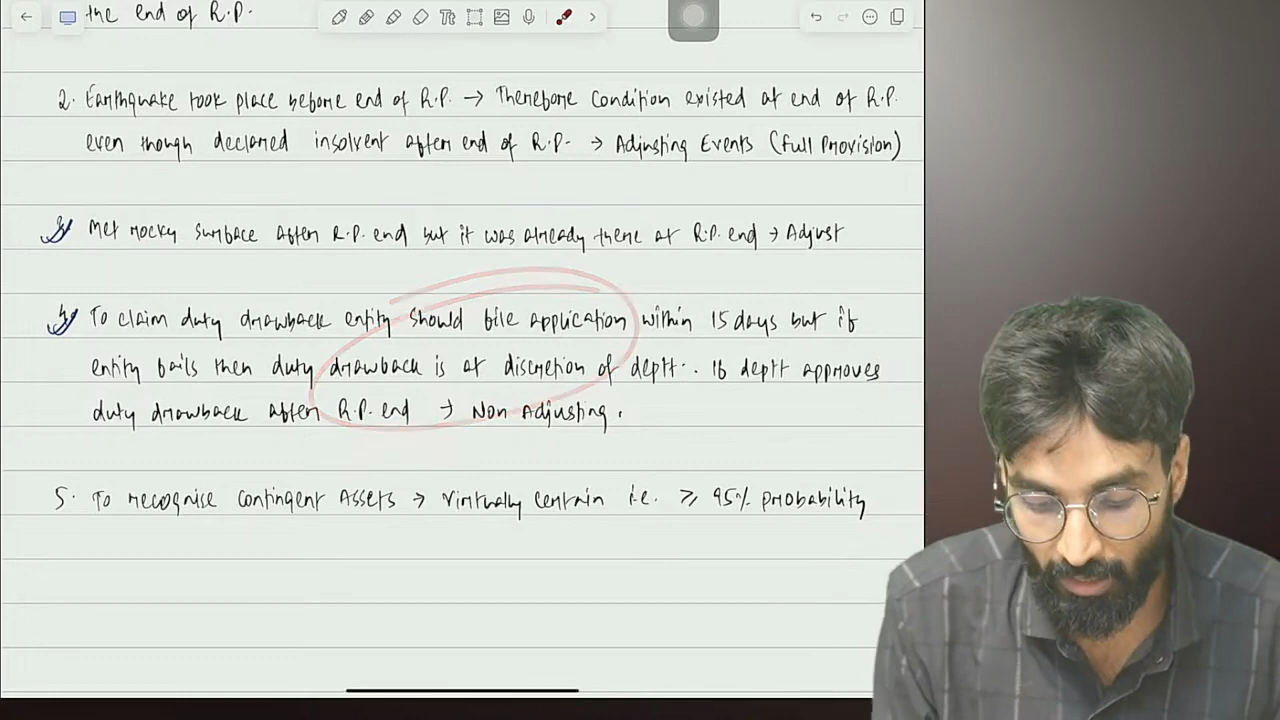 the end of R.P.
2. Earthquake took place before end of R.P. → Therefore Condition existed at end of R.P.
even though declared insolvent after end of R.P. → Adjusting Events (Full Provision)
3. Met rocky surface after R.P. end but it was already there at R.P. end → Adjust
4. To claim duty drawback entity should file application within 15 days but if
entity fails then duty drawback is at discretion of deptt. If deptt approves
duty drawback after R.P. end → Non Adjusting.
5. To recognise contingent Assets → Virtually certain i.e. ≥ 95% probability